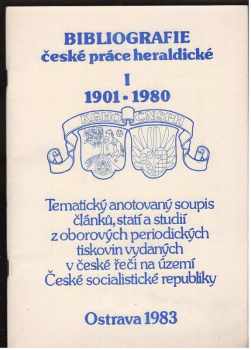 BIBLIOGRAFIE
české práce heraldické
I
1901 • 1980
Tematický anotovaný soupis
článků, statí a studií
z oborových periodických
tiskovin vydaných
v české řeči na území
České socialistické republiky
Ostrava 1983